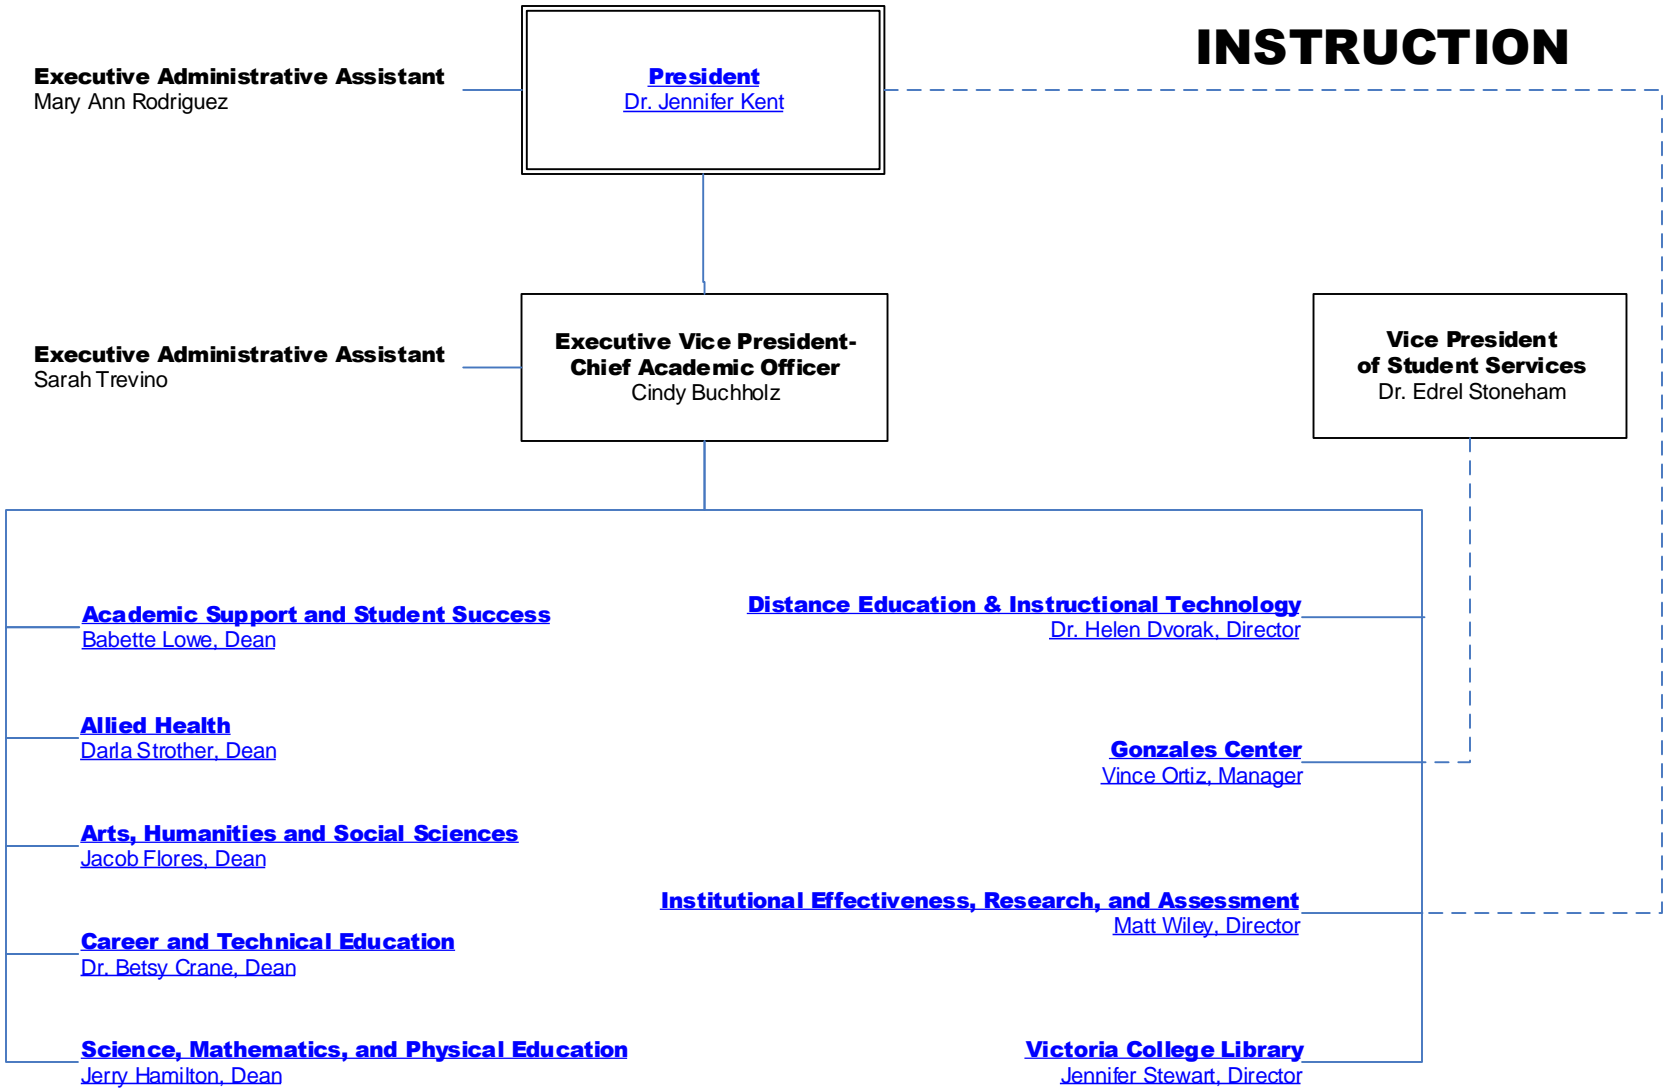 INSTRUCTION
Executive Administrative Assistant
Mary Ann Rodriguez
President
Dr. Jennifer Kent
Executive Administrative Assistant
Sarah Trevino
Executive Vice President-
Chief Academic Officer
Cindy Buchholz
Vice President
of Student Services
Dr. Edrel Stoneham
Academic Support and Student Success
Babette Lowe, Dean
Allied Health
Darla Strother, Dean
Arts, Humanities and Social Sciences
Jacob Flores, Dean
Career and Technical Education
Dr. Betsy Crane, Dean
Science, Mathematics, and Physical Education
Jerry Hamilton, Dean
Distance Education & Instructional Technology
Dr. Helen Dvorak, Director
Gonzales Center
Vince Ortiz, Manager
Institutional Effectiveness, Research, and Assessment
Matt Wiley, Director
Victoria College Library
Jennifer Stewart, Director